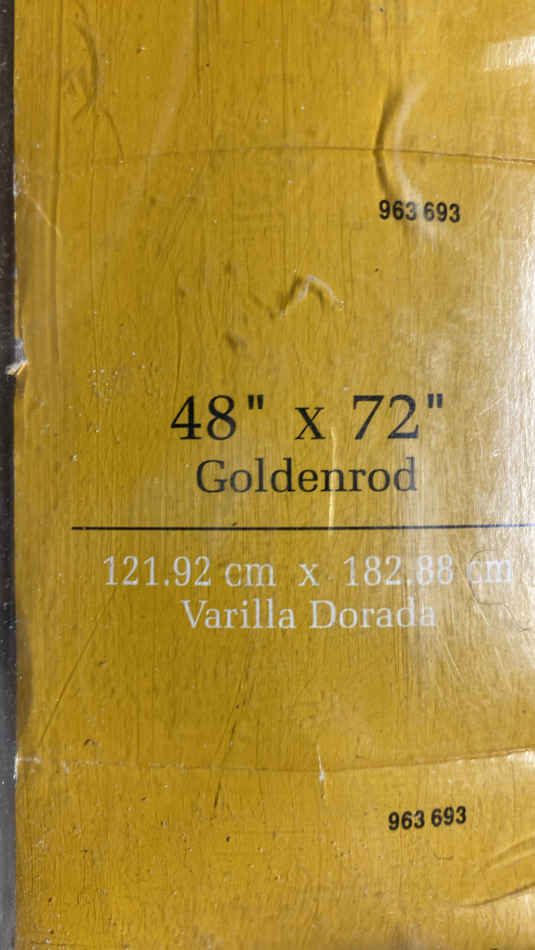 963 693
48" x 72"
Goldenrod
121.92 cm x 182.88 cm
Varilla Dorada
963 693